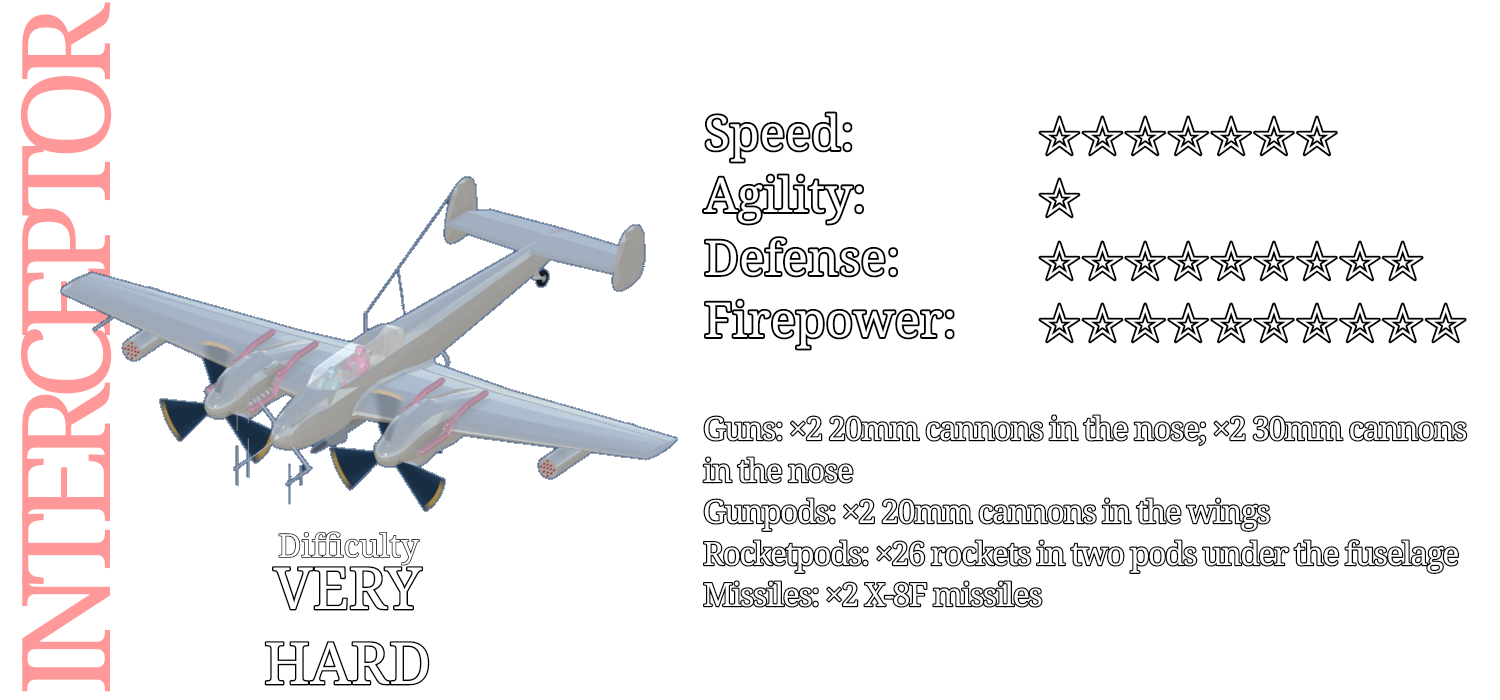 INTERCEPTOR
Speed: ☆☆☆☆☆☆☆
Agility: ☆
Defense: ☆☆☆☆☆☆☆☆☆
Firepower: ☆☆☆☆☆☆☆☆☆☆
Guns: ×2 20mm cannons in the nose; ×2 30mm cannons
in the nose
Gunpods: ×2 20mm cannons in the wings
Rocketpods: ×26 rockets in two pods under the fuselage
Missiles: ×2 X-8F missiles
Difficulty
VERY
HARD